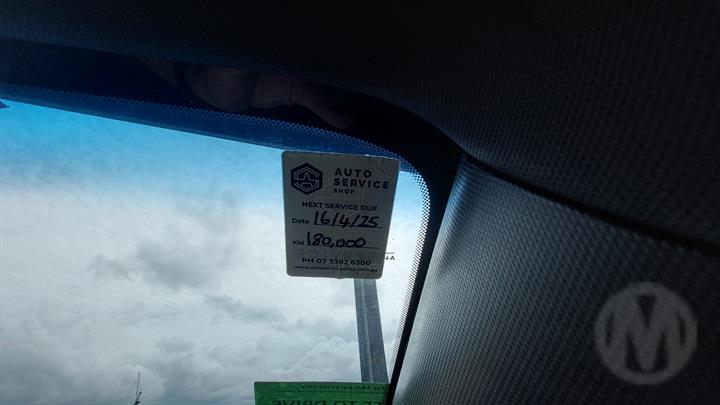 AUTO
SERVICE
SHOP
NEXT SERVICE DUE
Date 16/4/25
KM 180,000
PH 07 3382 6300
www.autoserviceshop.com.au
M